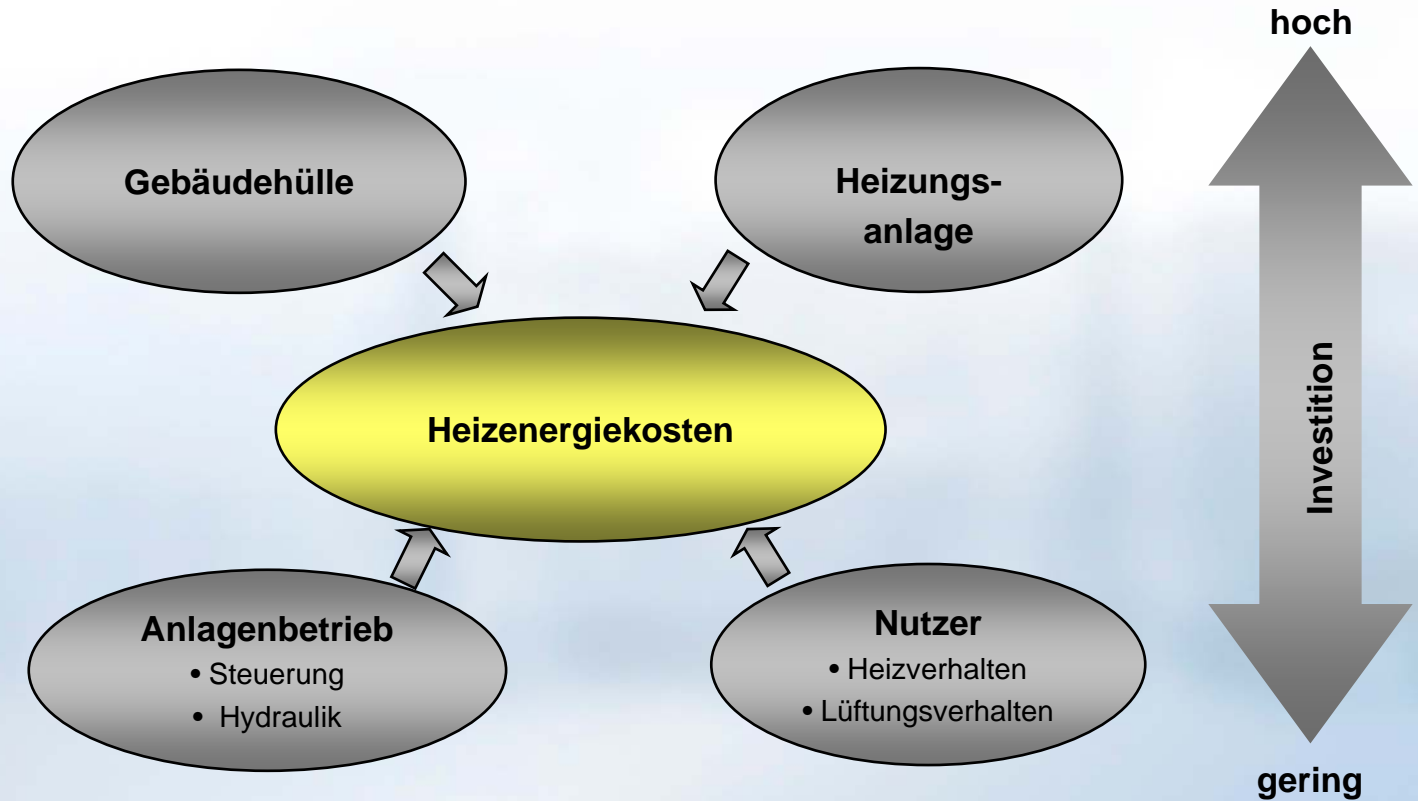 hoch
Gebäudehülle
Heizungs-
anlage
Heizenergiekosten
Investition
Anlagenbetrieb
• Steuerung
• Hydraulik
Nutzer
• Heizverhalten
• Lüftungsverhalten
gering